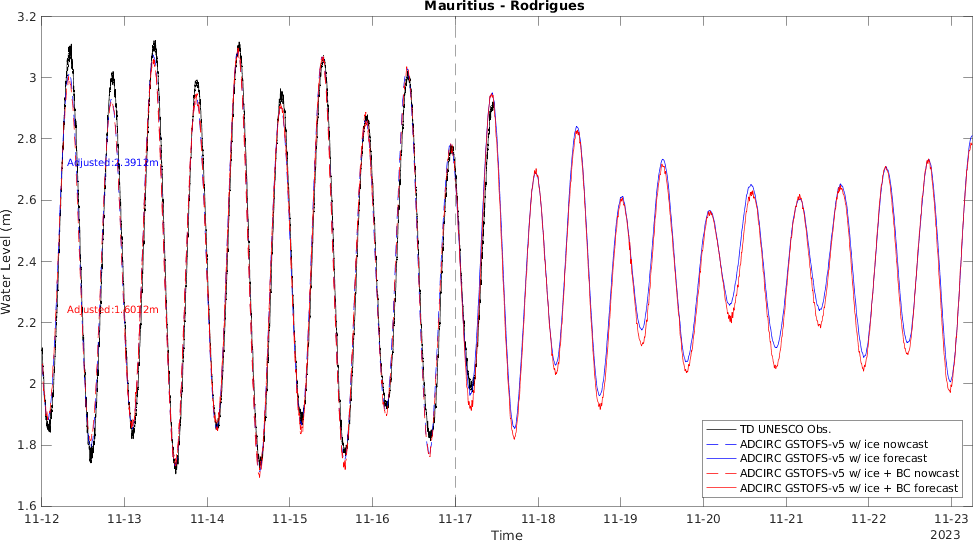 Mauritius - Rodrigues
3.2
3
2.8
2.6
2.4
2.2
2
1.8
1.6
Water Level (m)
Adjusted:2.3912m
Adjusted:1.6012m
TD UNESCO Obs.
ADCIRC GSTOFS-v5 w/ ice nowcast
ADCIRC GSTOFS-v5 w/ ice forecast
ADCIRC GSTOFS-v5 w/ ice + BC nowcast
ADCIRC GSTOFS-v5 w/ ice + BC forecast
11-12 11-13 11-14 11-15 11-16 11-17 11-18 11-19 11-20 11-21 11-22 11-23
Time
2023